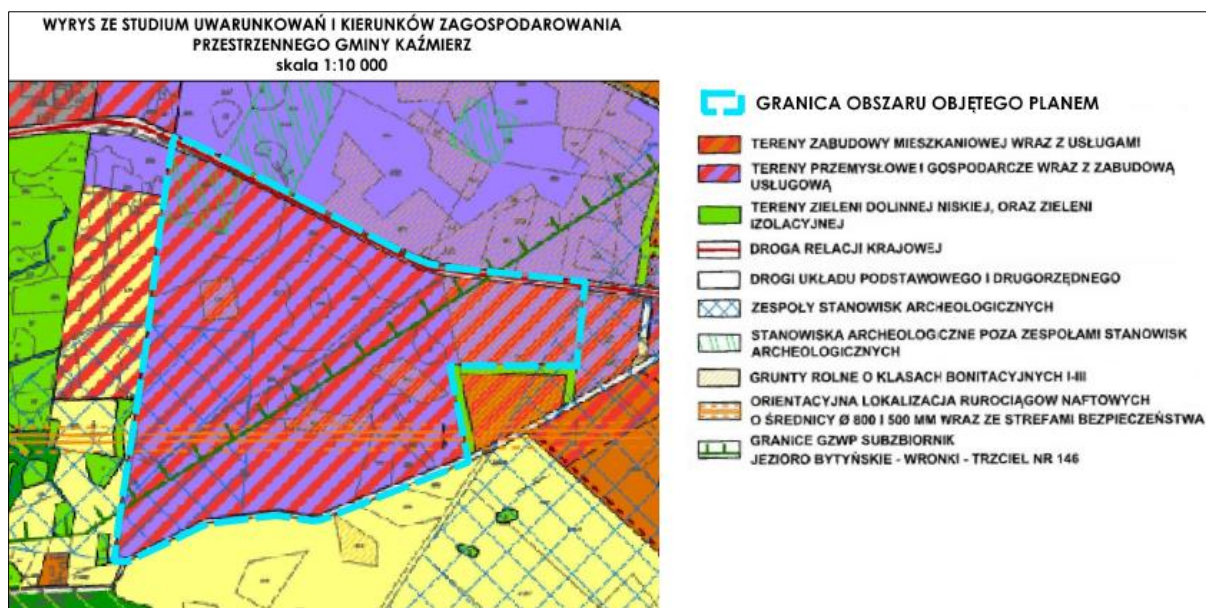 WYRYS ZE STUDIUM UWARUNKOWAŃ I KIERUNKÓW ZAGOSPODAROWANIA
PRZESTRZENNEGO GMINY KAŹMIERZ
skala 1:10 000
GRANICA OBSZARU OBJĘTEGO PLANEM
TERENY ZABUDOWY MIESZKANIOWEJ WRAZ Z USŁUGAMI
TERENY PRZEMYSŁOWE I GOSPODARCZE WRAZ Z ZABUDOWĄ
USŁUGOWĄ
TERENY ZIELENI DOLINNEJ NISKIEJ, ORAZ ZIELENI
IZOLACYJNEJ
DROGA RELACJI KRAJOWEJ
DROGI UKŁADU PODSTAWOWEGO I DRUGORZĘDNEGO
ZESPOŁY STANOWISK ARCHEOLOGICZNYCH
STANOWISKA ARCHEOLOGICZNE POZA ZESPOŁAMI STANOWISK
ARCHEOLOGICZNYCH
GRUNTY ROLNE O KLASACH BONITACYJNYCH I-III
ORIENTACYJNA LOKALIZACJA RUROCIĄGÓW NAFTOWYCH
O ŚREDNICY Ø 800 I 500 MM WRAZ ZE STREFAMI BEZPIECZEŃSTWA
GRANICE GZWP SUBZBIORNIK
JEZIORO BYTYŃSKIE - WRONKI - TRZCIEL NR 146